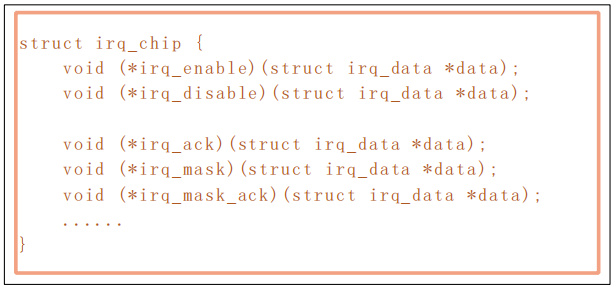 struct irq_chip {
    void (*irq_enable)(struct irq_data *data);
    void (*irq_disable)(struct irq_data *data);

    void (*irq_ack)(struct irq_data *data);
    void (*irq_mask)(struct irq_data *data);
    void (*irq_mask_ack)(struct irq_data *data);
    ......
}